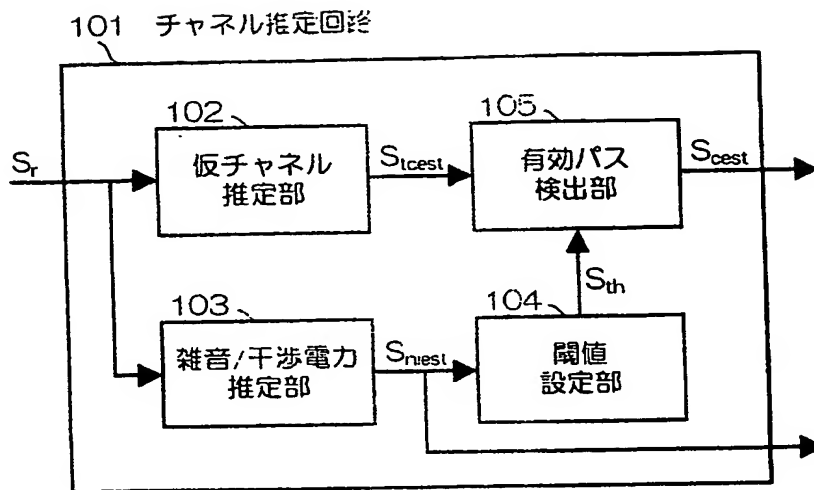 101 チャネル推定回路
102
105
Sr
仮チャネル
推定部
Stcest
有効パス
検出部
Scest
Sth
103
104
雑音/干渉電力
推定部
Sniest
閾値
設定部